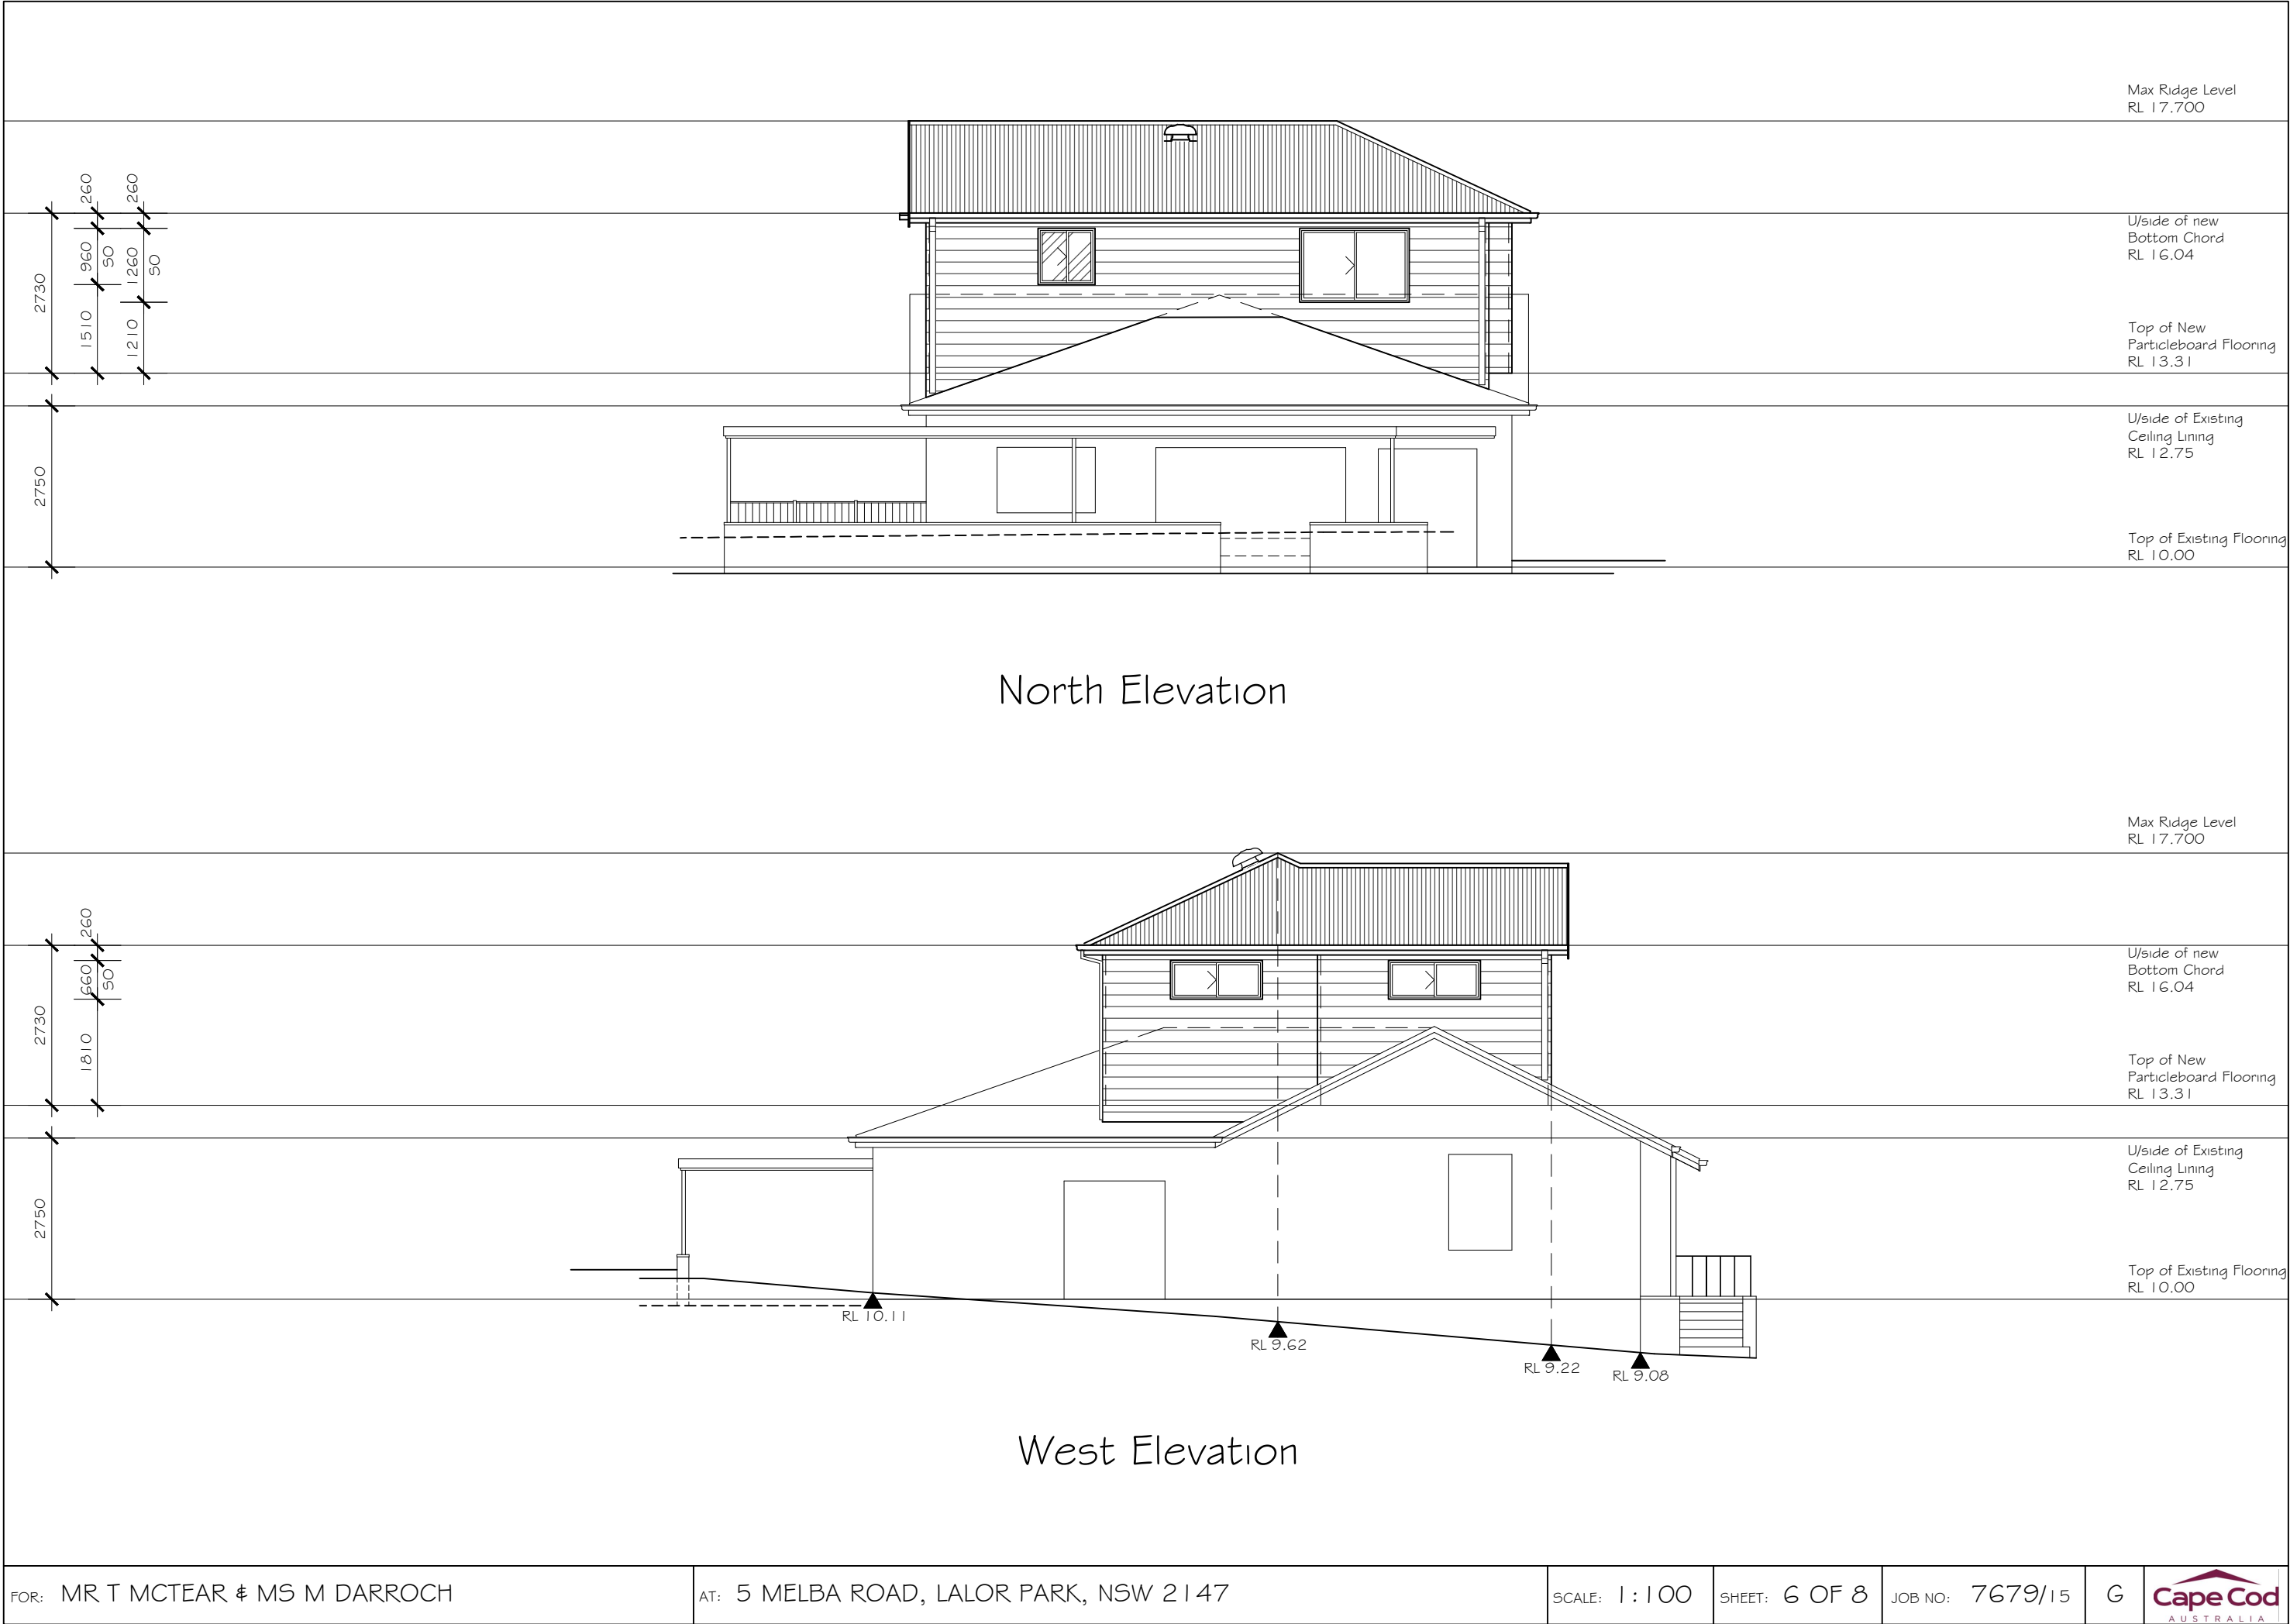 Max Ridge Level
RL 17.700
260
260
960
50
1260
50
2730
1510
1210
U/side of new
Bottom Chord
RL 16.04
Top of New
Particleboard Flooring
RL 13.31
2750
U/side of Existing
Ceiling Lining
RL 12.75
Top of Existing Flooring
RL 10.00
North Elevation
Max Ridge Level
RL 17.700
260
660
50
2730
1810
U/side of new
Bottom Chord
RL 16.04
Top of New
Particleboard Flooring
RL 13.31
2750
U/side of Existing
Ceiling Lining
RL 12.75
Top of Existing Flooring
RL 10.00
RL 10.11
RL 9.62
RL 9.22
RL 9.08
West Elevation
FOR: MR T MCTEAR & MS M DARROCH
AT: 5 MELBA ROAD, LALOR PARK, NSW 2147
SCALE: 1:100
SHEET: 6 OF 8
JOB NO: 7679/15
G
Cape Cod
AUSTRALIA